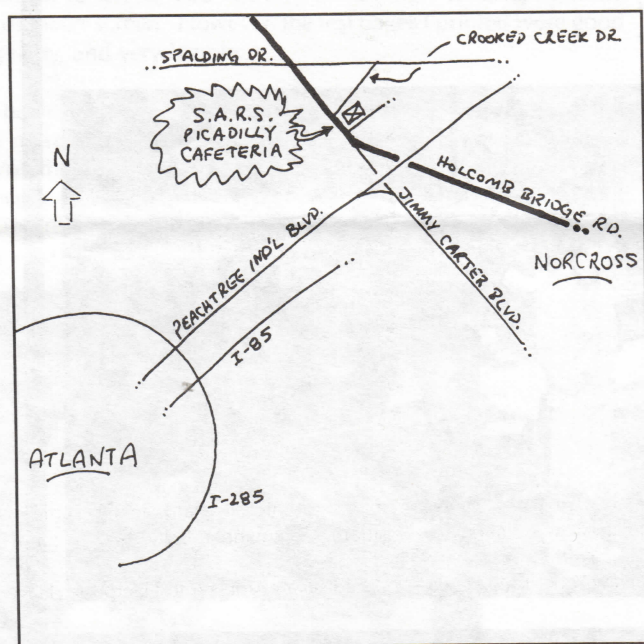 CROOKED CREEK DR.
SPALDING DR.
S.A.R.S.
PICADILLY
CAFETERIA
N
HOLCOMB BRIDGE RD.
JIMMY CARTER BLVD.
PEACHTREE IND'L BLVD.
NORCROSS
I-85
ATLANTA
I-285